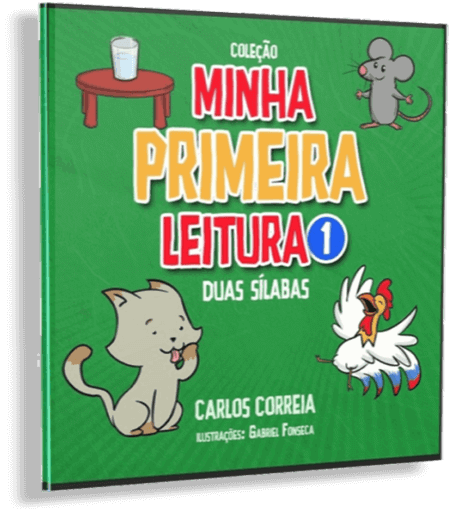 COLEÇÃO
MINHA
PRIMEIRA
LEITURA 1
DUAS SÍLABAS
CARLOS CORREIA
ILUSTRAÇÕES: GABRIEL FONSECA